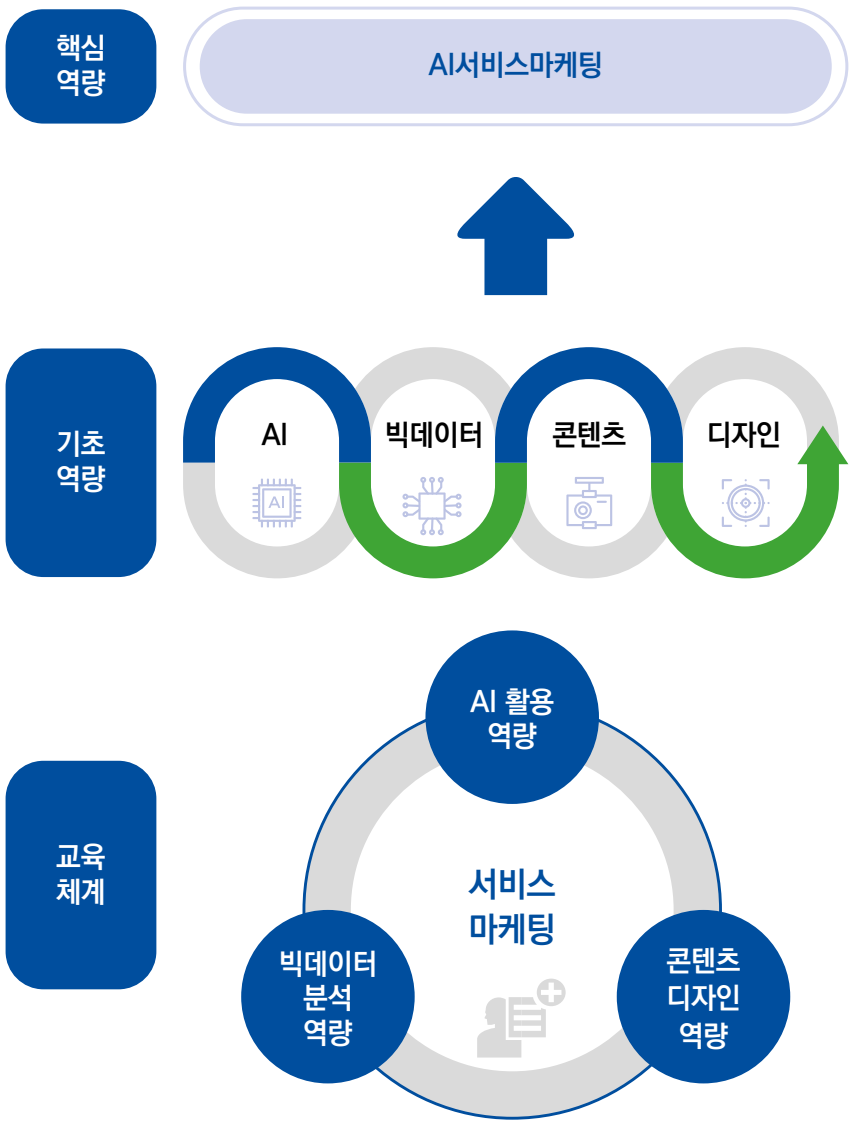 핵심
역량
AI서비스마케팅
기초
역량
AI
빅데이터
콘텐츠
디자인
AI
교육
체계
AI 활용
역량
서비스
마케팅
빅데이터
분석
역량
콘텐츠
디자인
역량